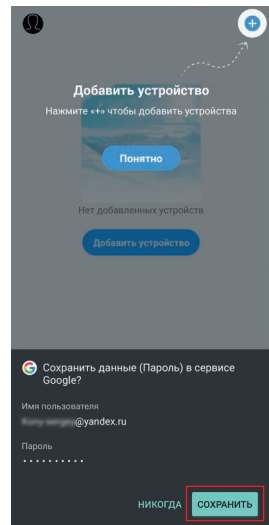 Добавить устройство
Нажмите «+» чтобы добавить устройства
Понятно
Нет добавленных устройств
Добавить устройство
Сохранить данные (Пароль) в сервисе
Google?
Имя пользователя
@yandex.ru
Пароль
••••••••••
НИКОГДА
СОХРАНИТЬ